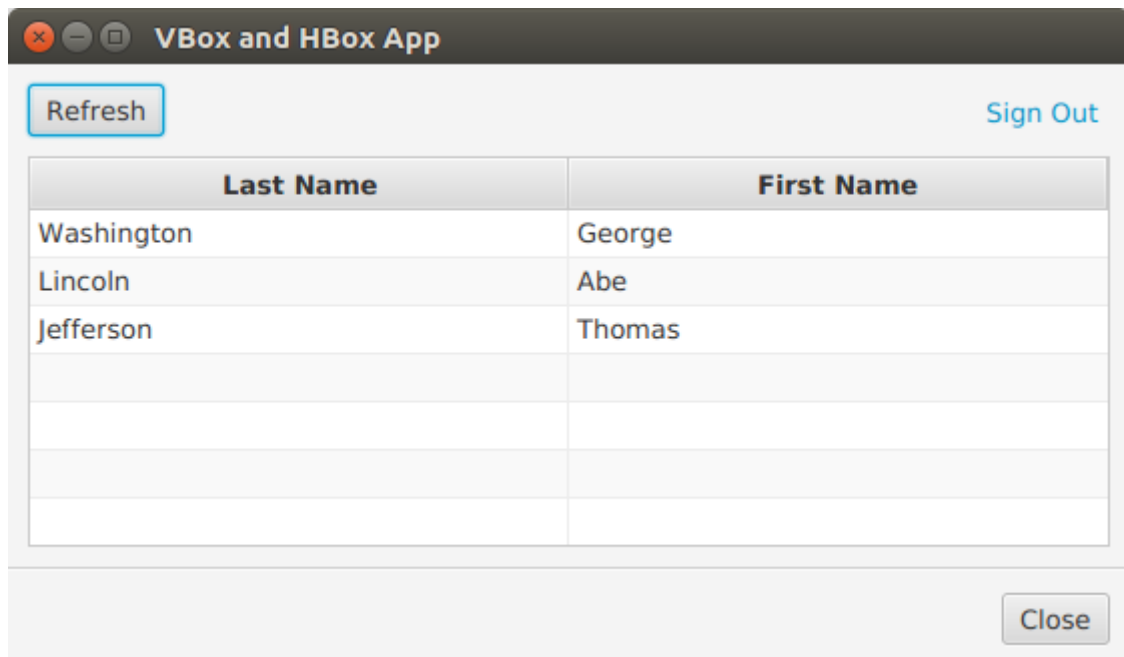 VBox and HBox App
Refresh Sign Out
Last Name First Name
Washington George
Lincoln Abe
Jefferson Thomas
Close